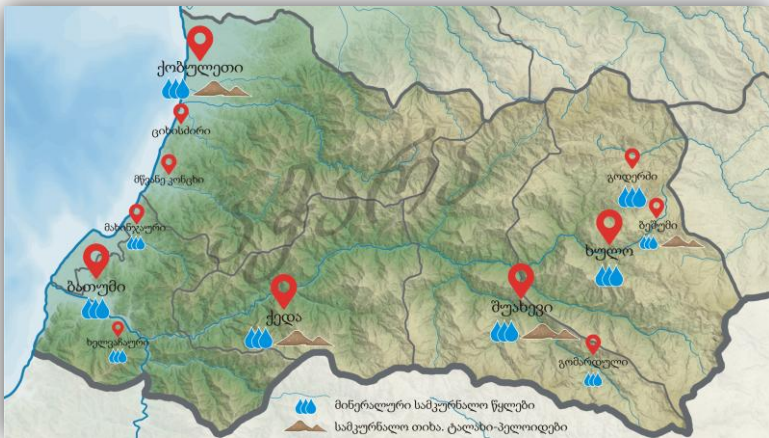 ქობულეთი
ციხისძირი
მწვანე კონცხი
გოდერძი
მახინჯაური
ბეშუმი
ხულო
ბათუმი
შუახევი
ქედა
ხელვაჩაური
გომარდული
აჭარა
მინერალური სამკურნალო წყლები
სამკურნალო თიხა. ტალახი-პელოიდები